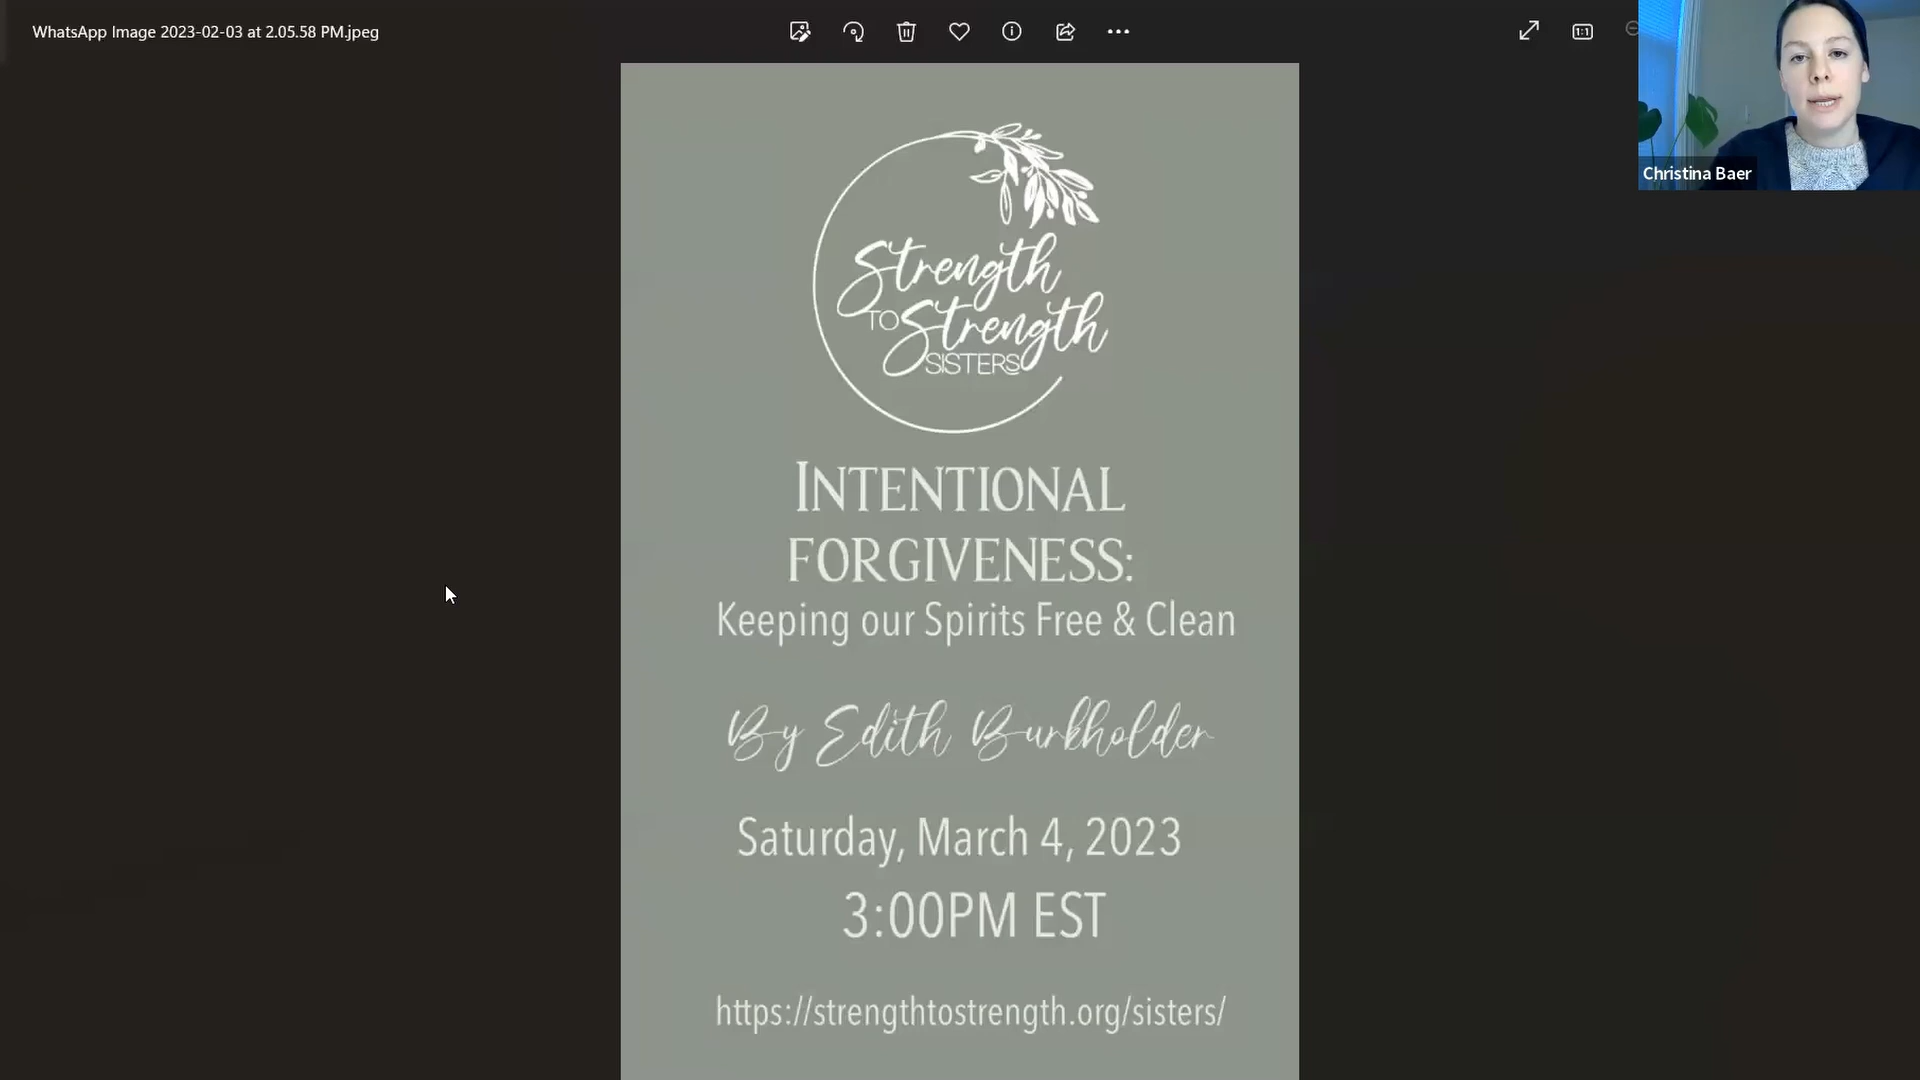 WhatsApp Image 2023-02-03 at 2.05.58 PM.jpeg
1:1
Christina Baer
Strength
TO Strength
SISTERS
INTENTIONAL
FORGIVENESS:
Keeping our Spirits Free & Clean
By Edith Burkholder
Saturday, March 4, 2023
3:00PM EST
https://strengthtostrength.org/sisters/